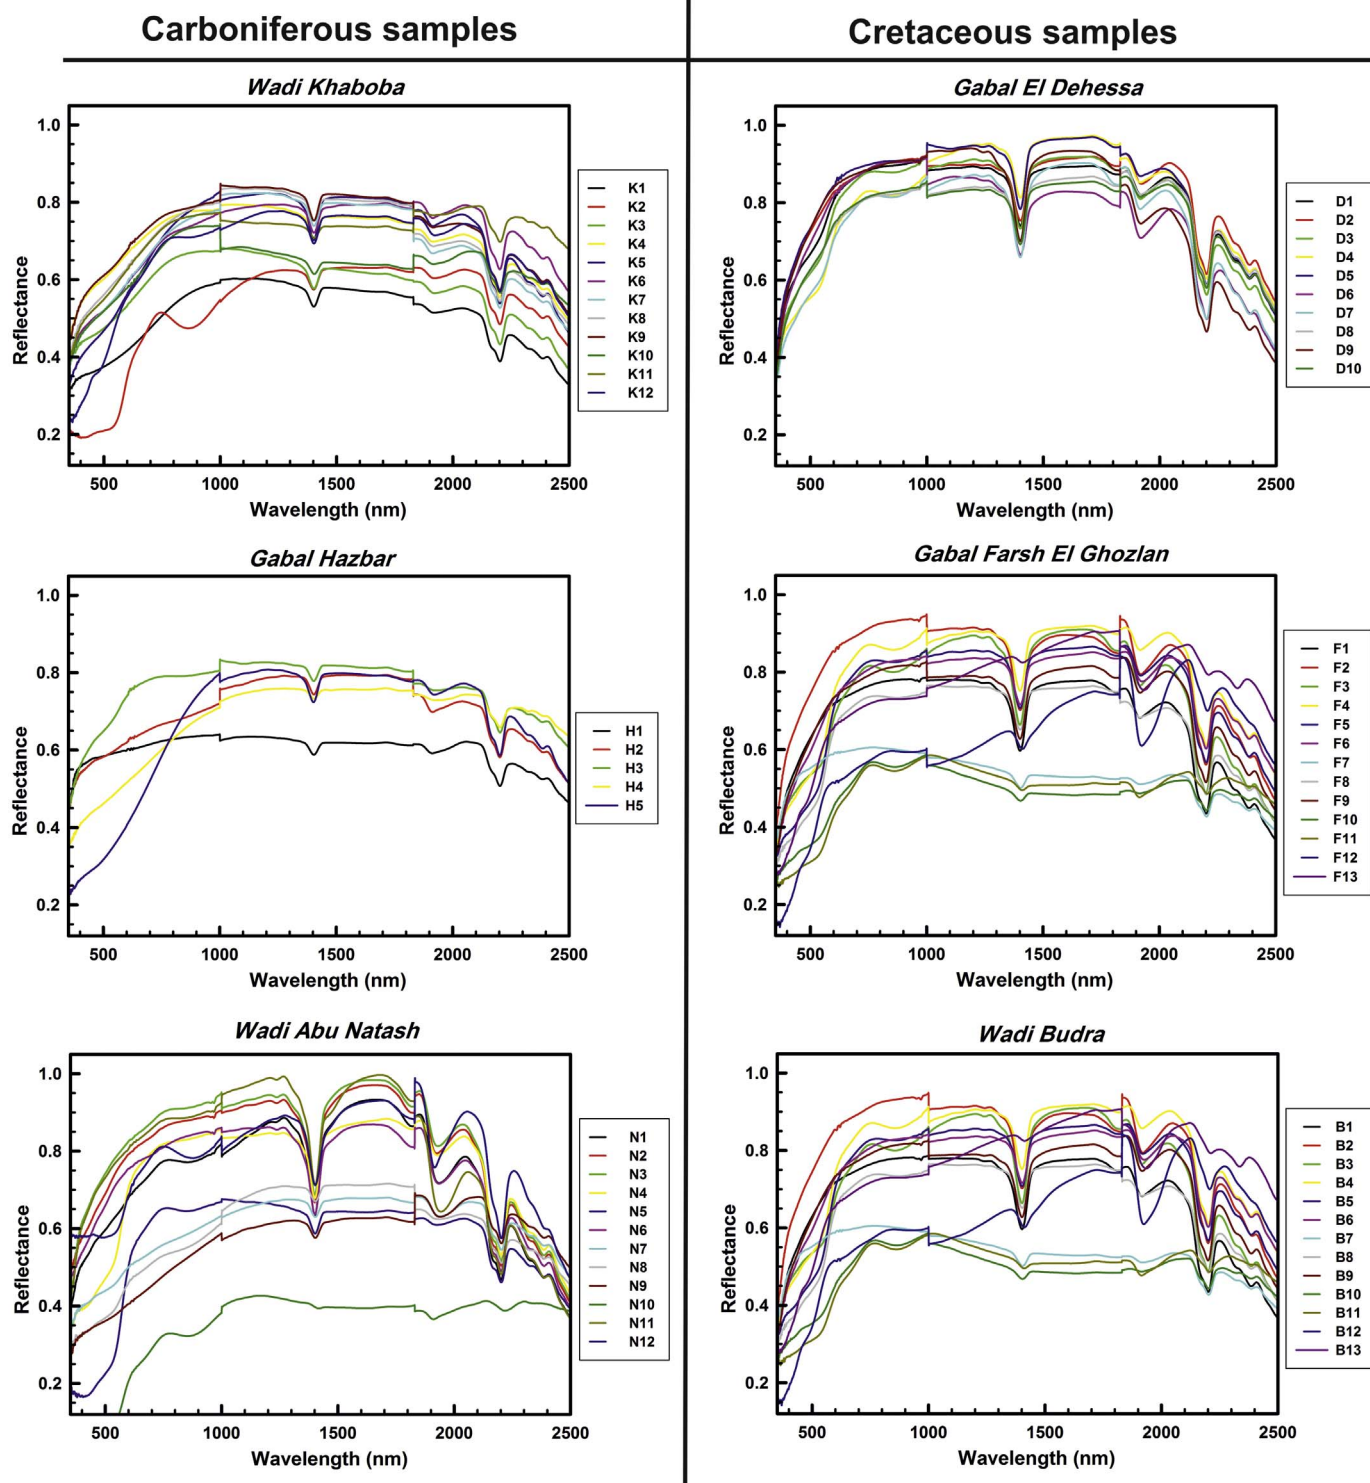 Carboniferous samples
Cretaceous samples
Wadi Khaboba
1.0
0.8
0.6
0.4
0.2
Reflectance
500 1000 1500 2000 2500
Wavelength (nm)
K1
K2
K3
K4
K5
K6
K7
K8
K9
K10
K11
K12
Gabal El Dehessa
1.0
0.8
0.6
0.4
0.2
Reflectance
500 1000 1500 2000 2500
Wavelength (nm)
D1
D2
D3
D4
D5
D6
D7
D8
D9
D10
Gabal Hazbar
1.0
0.8
0.6
0.4
0.2
Reflectance
500 1000 1500 2000 2500
Wavelength (nm)
H1
H2
H3
H4
H5
Gabal Farsh El Ghozlan
1.0
0.8
0.6
0.4
0.2
Reflectance
500 1000 1500 2000 2500
Wavelength (nm)
F1
F2
F3
F4
F5
F6
F7
F8
F9
F10
F11
F12
F13
Wadi Abu Natash
1.0
0.8
0.6
0.4
0.2
Reflectance
500 1000 1500 2000 2500
Wavelength (nm)
N1
N2
N3
N4
N5
N6
N7
N8
N9
N10
N11
N12
Wadi Budra
1.0
0.8
0.6
0.4
0.2
Reflectance
500 1000 1500 2000 2500
Wavelength (nm)
B1
B2
B3
B4
B5
B6
B7
B8
B9
B10
B11
B12
B13